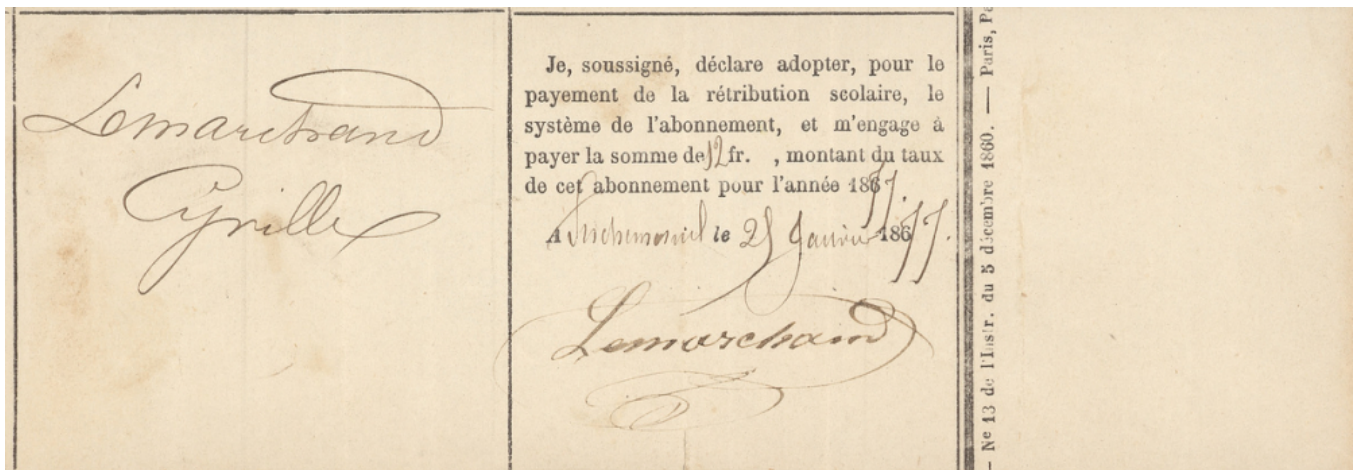 Lemarchand
Cyrille
Je, soussigné, déclare adopter, pour le
payement de la rétribution scolaire, le
système de l'abonnement, et m'engage à
payer la somme de 12 fr. , montant du taux
de cet abonnement pour l'année 1877.
A le 25 Janvier 1877.
Lemarchand
— No 13 de l'Instr. du 5 décembre 1860. — Paris,